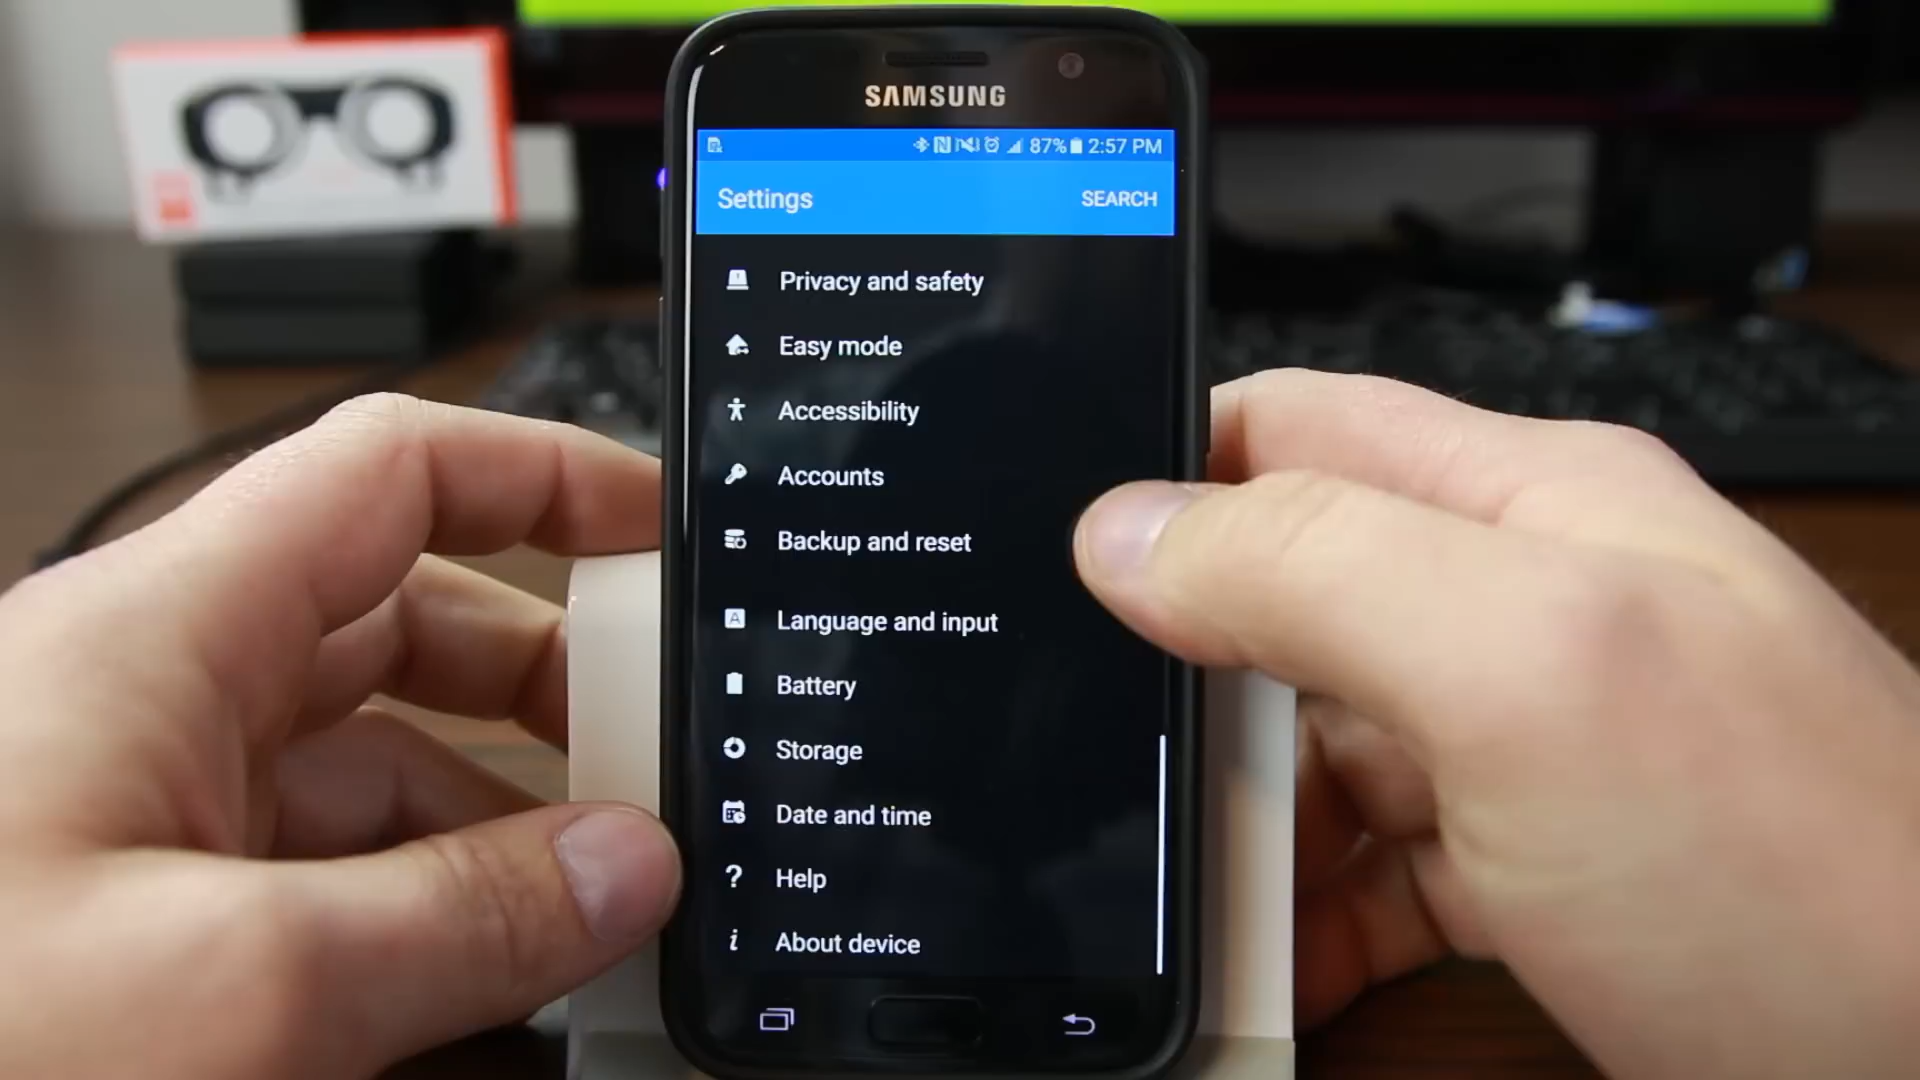 SAMSUNG
87% 2:57 PM
Settings SEARCH
Privacy and safety
Easy mode
Accessibility
Accounts
Backup and reset
Language and input
Battery
Storage
Date and time
Help
About device